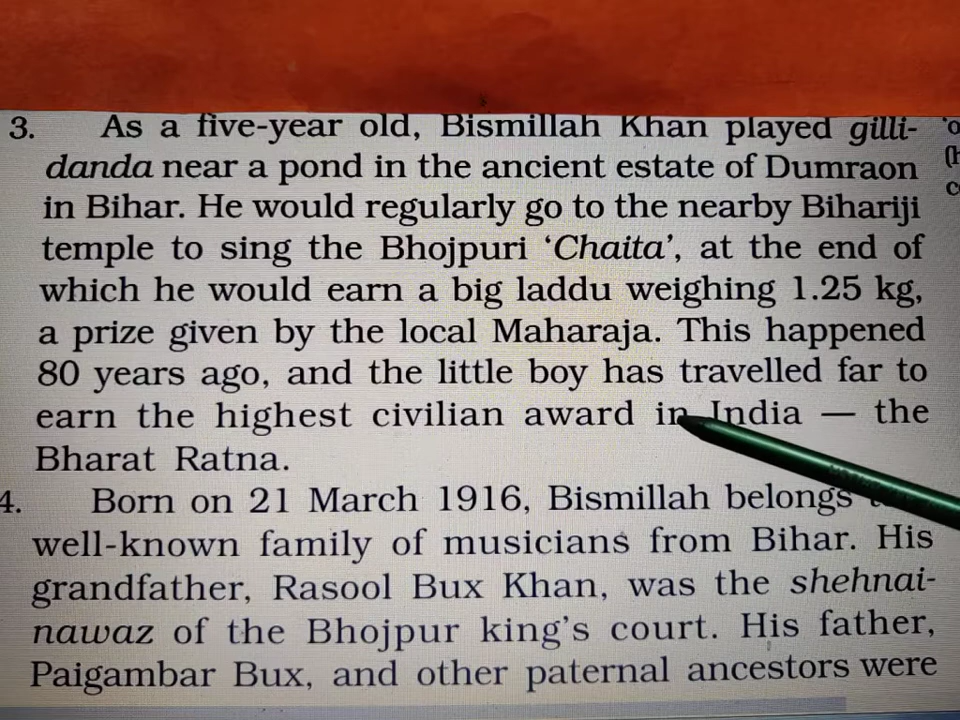 3. As a five-year old, Bismillah Khan played gilli-
danda near a pond in the ancient estate of Dumraon
in Bihar. He would regularly go to the nearby Bihariji
temple to sing the Bhojpuri ‘Chaita’, at the end of
which he would earn a big laddu weighing 1.25 kg,
a prize given by the local Maharaja. This happened
80 years ago, and the little boy has travelled far to
earn the highest civilian award in India — the
Bharat Ratna.
4. Born on 21 March 1916, Bismillah belongs
well-known family of musicians from Bihar. His
grandfather, Rasool Bux Khan, was the shehnai-
nawaz of the Bhojpur king’s court. His father,
Paigambar Bux, and other paternal ancestors were